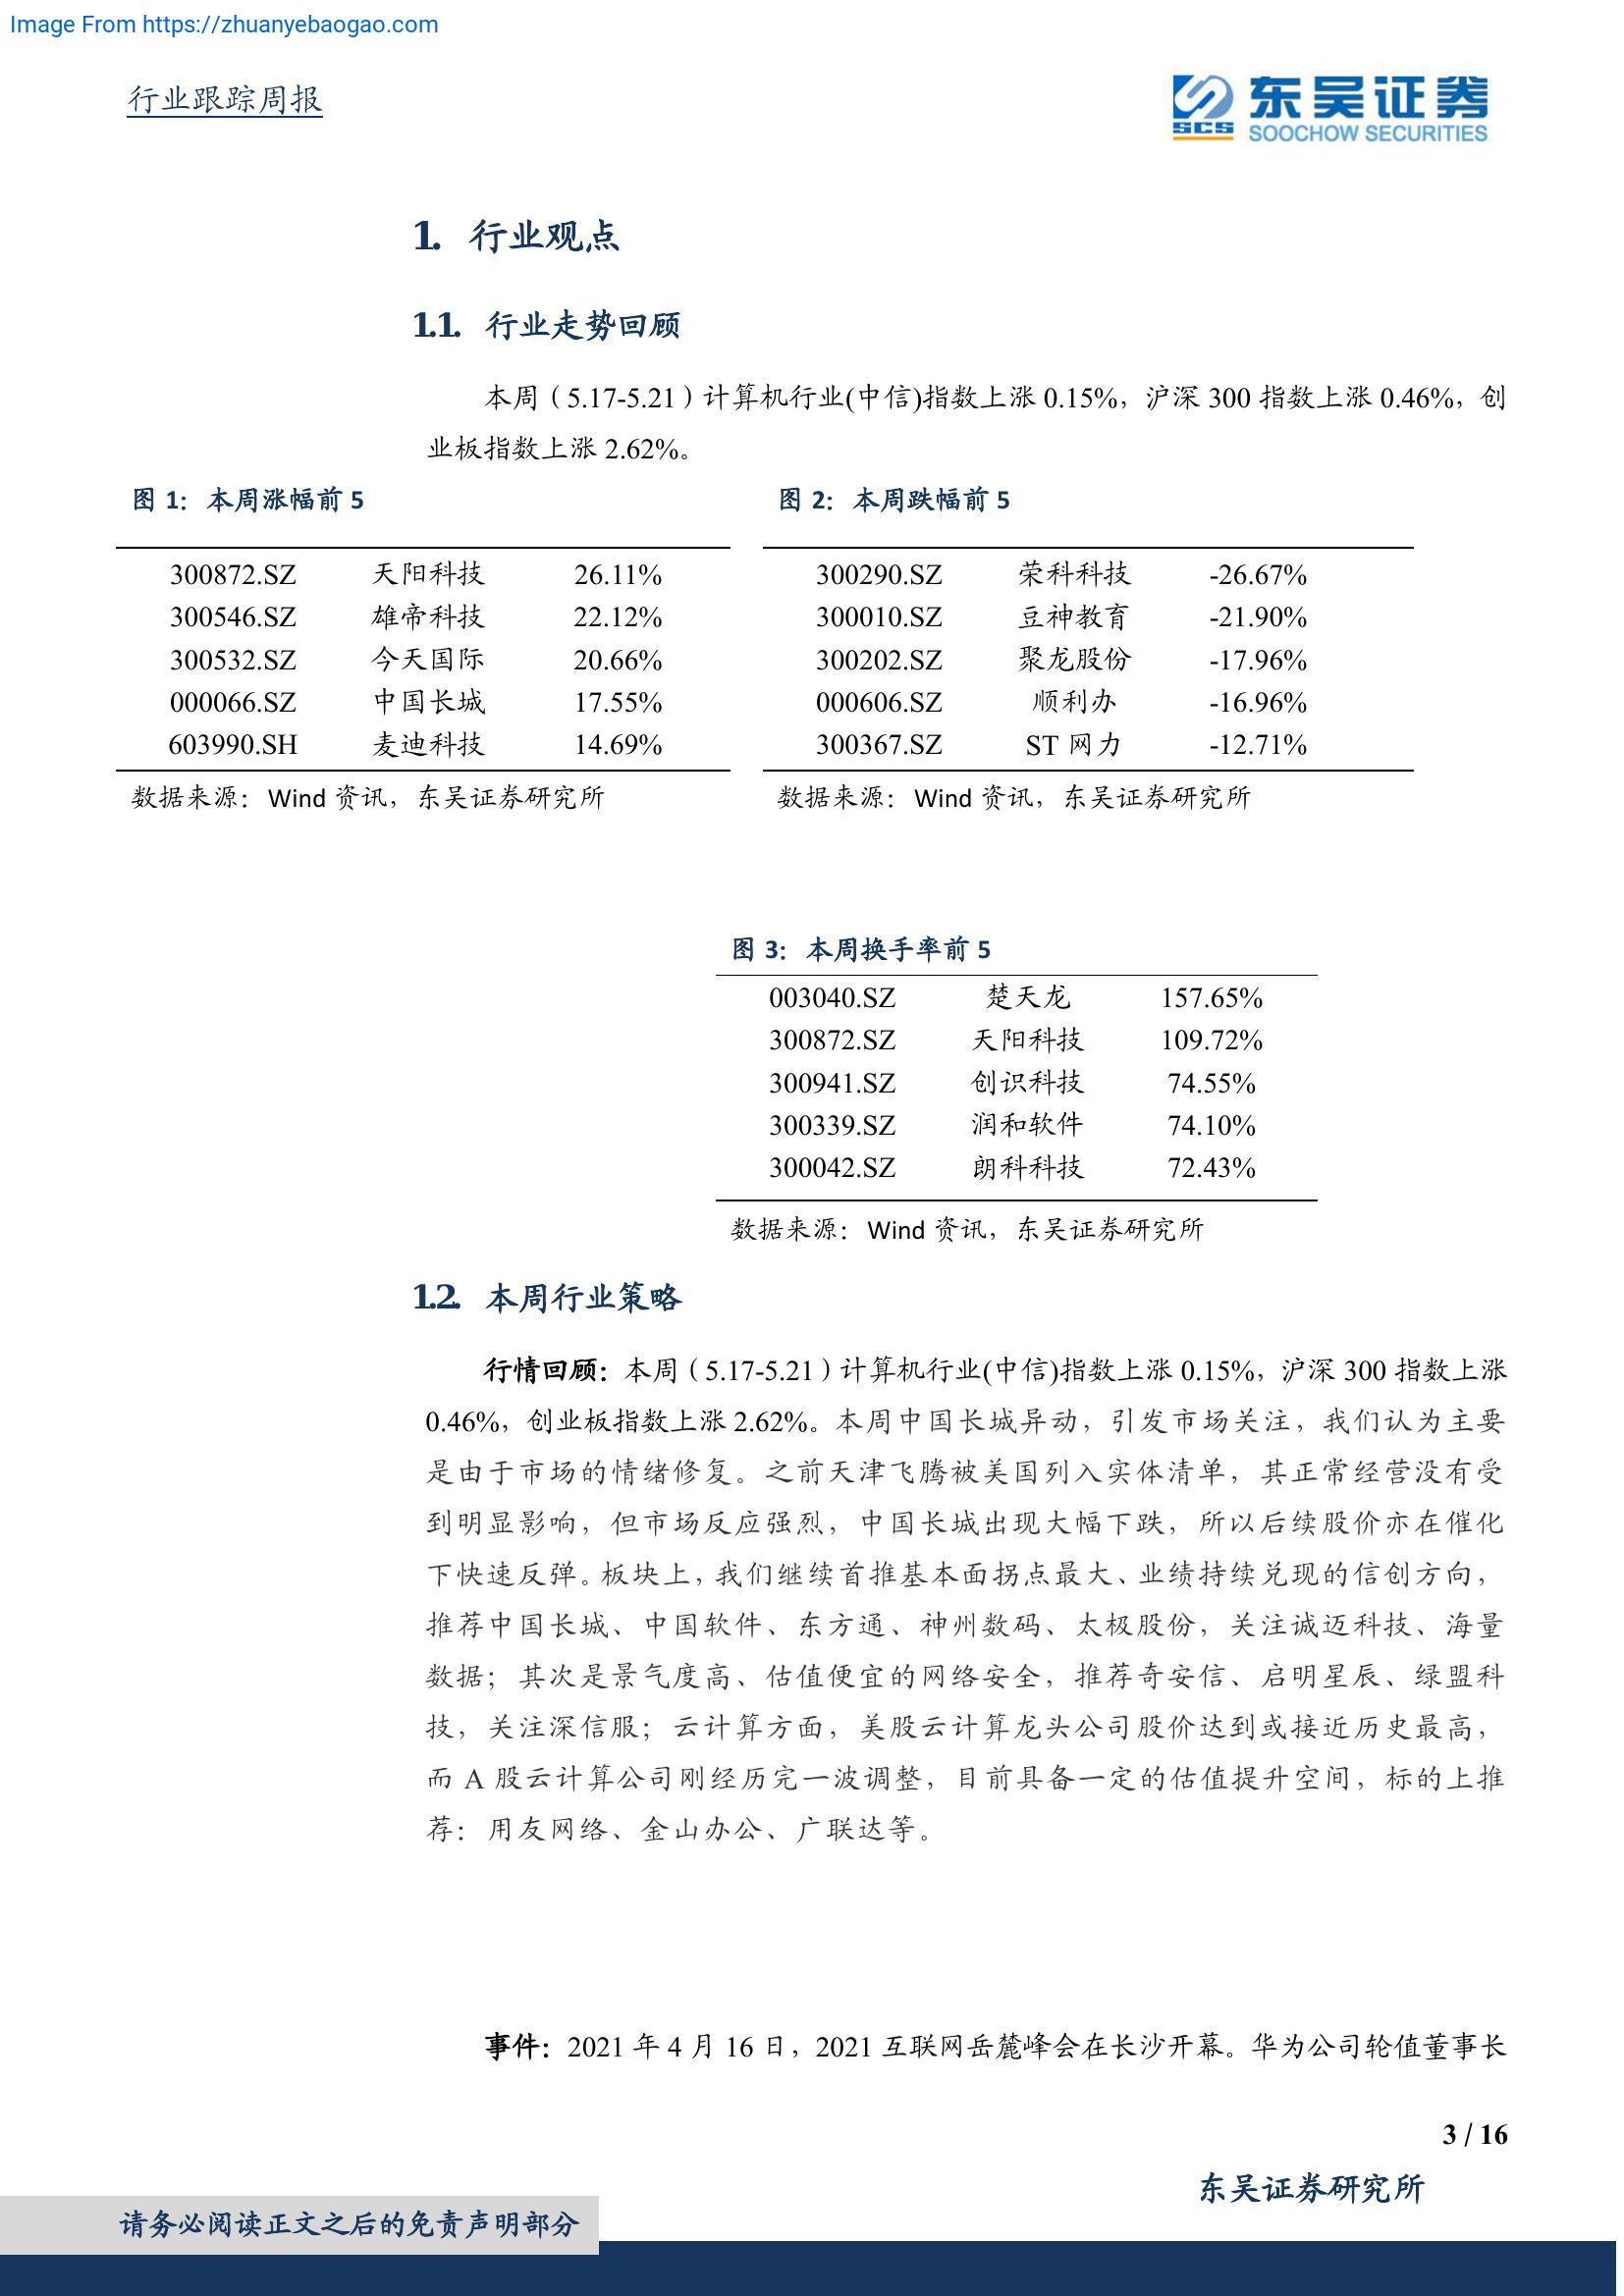 Image From https://zhuanyebaogao.com
行业跟踪周报
SCS
东吴证券
SOOCHOW SECURITIES
1. 行业观点
1.1. 行业走势回顾
本周（5.17-5.21）计算机行业(中信)指数上涨 0.15%，沪深 300 指数上涨 0.46%，创
业板指数上涨 2.62%。
图 1：本周涨幅前 5
300872.SZ 天阳科技 26.11%
300546.SZ 雄帝科技 22.12%
300532.SZ 今天国际 20.66%
000066.SZ 中国长城 17.55%
603990.SH 麦迪科技 14.69%
数据来源：Wind 资讯，东吴证券研究所
图 2：本周跌幅前 5
300290.SZ 荣科科技 -26.67%
300010.SZ 豆神教育 -21.90%
300202.SZ 聚龙股份 -17.96%
000606.SZ 顺利办 -16.96%
300367.SZ ST 网力 -12.71%
数据来源：Wind 资讯，东吴证券研究所
图 3：本周换手率前 5
003040.SZ 楚天龙 157.65%
300872.SZ 天阳科技 109.72%
300941.SZ 创识科技 74.55%
300339.SZ 润和软件 74.10%
300042.SZ 朗科科技 72.43%
数据来源：Wind 资讯，东吴证券研究所
1.2. 本周行业策略
行情回顾：本周（5.17-5.21）计算机行业(中信)指数上涨 0.15%，沪深 300 指数上涨
0.46%，创业板指数上涨 2.62%。本周中国长城异动，引发市场关注，我们认为主要
是由于市场的情绪修复。之前天津飞腾被美国列入实体清单，其正常经营没有受
到明显影响，但市场反应强烈，中国长城出现大幅下跌，所以后续股价亦在催化
下快速反弹。板块上，我们继续首推基本面拐点最大、业绩持续兑现的信创方向，
推荐中国长城、中国软件、东方通、神州数码、太极股份，关注诚迈科技、海量
数据；其次是景气度高、估值便宜的网络安全，推荐奇安信、启明星辰、绿盟科
技，关注深信服；云计算方面，美股云计算龙头公司股价达到或接近历史最高，
而 A 股云计算公司刚经历完一波调整，目前具备一定的估值提升空间，标的上推
荐：用友网络、金山办公、广联达等。
事件：2021 年 4 月 16 日，2021 互联网岳麓峰会在长沙开幕。华为公司轮值董事长
3 / 16
东吴证券研究所
请务必阅读正文之后的免责声明部分